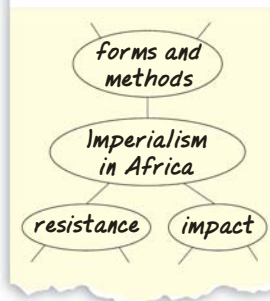 forms and
methods
Imperialism
in Africa
resistance
impact